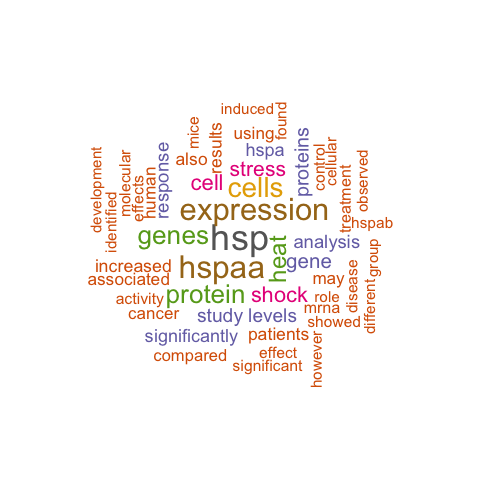 induced
found
mice
results
using
hspa
proteins
control
cellular
response
also
stress
cell
cells
development
identified
molecular
effects
human
treatment
observed
expression
hspab
genes
hsp
heat
analysis
gene
group
different
disease
increased
associated
hspaa
may
activity
protein
shock
role
mrna
cancer
study
levels
showed
significantly
patients
however
compared
effect
significant